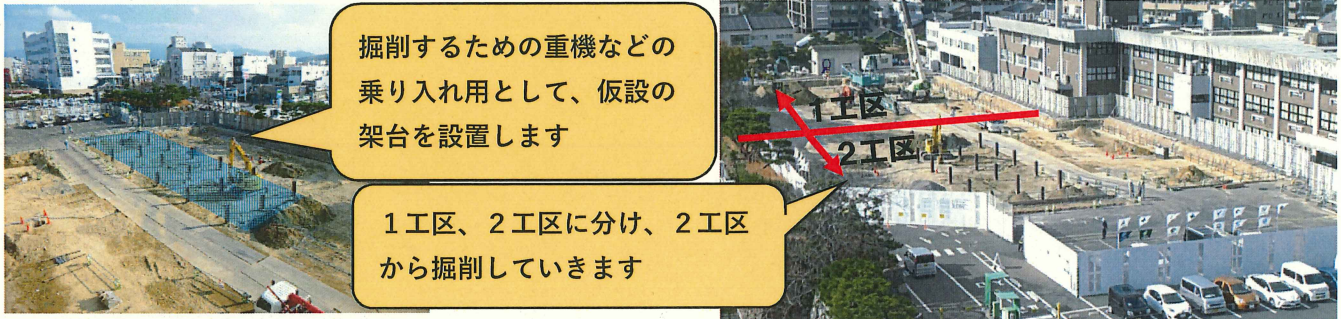 掘削するための重機などの
乗り入れ用として、仮設の
架台を設置します
1工区
2工区
１工区、２工区に分け、２工区
から掘削していきます